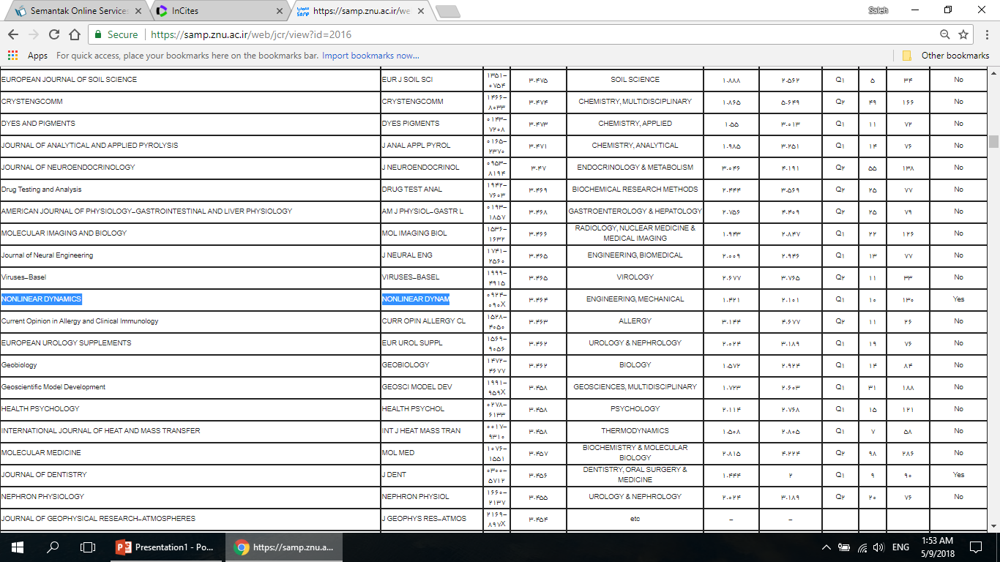 Semantak Online Services
InCites
https://samp.znu.ac.ir/we
Saleh
Secure
https://samp.znu.ac.ir/web/jcr/view?id=2016
Apps For quick access, place your bookmarks here on the bookmarks bar. Import bookmarks now... Other bookmarks
EUROPEAN JOURNAL OF SOIL SCIENCE EUR J SOIL SCI ۱۳۵۱-۰۷۵۴ ۳.۴۷۵ SOIL SCIENCE ۱.۸۸۸ ۲.۵۶۲ Q۱ ۵ ۳۴ No
CRYSTENGCOMM CRYSTENGCOMM ۱۴۶۶-۸۰۳۳ ۳.۴۷۴ CHEMISTRY, MULTIDISCIPLINARY ۱.۸۶۵ ۵.۶۴۹ Q۲ ۴۹ ۱۶۶ No
DYES AND PIGMENTS DYES PIGMENTS ۰۱۴۳-۷۲۰۸ ۳.۴۷۳ CHEMISTRY, APPLIED ۱.۵۵ ۳.۰۱۳ Q۱ ۱۱ ۷۲ No
JOURNAL OF ANALYTICAL AND APPLIED PYROLYSIS J ANAL APPL PYROL ۰۱۶۵-۲۳۷۰ ۳.۴۷۱ CHEMISTRY, ANALYTICAL ۱.۹۸۵ ۳.۲۵۱ Q۱ ۱۴ ۷۶ No
JOURNAL OF NEUROENDOCRINOLOGY J NEUROENDOCRINOL ۰۹۵۳-۸۱۹۴ ۳.۴۷ ENDOCRINOLOGY & METABOLISM ۳.۰۴۶ ۴.۱۹۱ Q۲ ۵۵ ۱۳۸ No
Drug Testing and Analysis DRUG TEST ANAL ۱۹۴۲-۷۶۰۳ ۳.۴۶۹ BIOCHEMICAL RESEARCH METHODS ۲.۴۴۴ ۳.۵۶۹ Q۲ ۲۵ ۷۷ No
AMERICAN JOURNAL OF PHYSIOLOGY-GASTROINTESTINAL AND LIVER PHYSIOLOGY AM J PHYSIOL-GASTR L ۰۱۹۳-۱۸۵۷ ۳.۴۶۸ GASTROENTEROLOGY & HEPATOLOGY ۲.۷۵۶ ۴.۴۰۹ Q۲ ۲۵ ۷۹ No
MOLECULAR IMAGING AND BIOLOGY MOL IMAGING BIOL ۱۵۳۶-۱۶۳۲ ۳.۴۶۶ RADIOLOGY, NUCLEAR MEDICINE & MEDICAL IMAGING ۱.۹۴۳ ۲.۸۴۷ Q۱ ۲۲ ۱۲۶ No
Journal of Neural Engineering J NEURAL ENG ۱۷۴۱-۲۵۶۰ ۳.۴۶۵ ENGINEERING, BIOMEDICAL ۲.۰۰۹ ۲.۹۴۶ Q۱ ۱۳ ۷۷ No
Viruses-Basel VIRUSES-BASEL ۱۹۹۹-۴۹۱۵ ۳.۴۶۵ VIROLOGY ۲.۶۷۷ ۳.۷۶۵ Q۲ ۱۱ ۳۳ No
NONLINEAR DYNAMICS NONLINEAR DYNAM ۰۹۲۴-۰۹۰X ۳.۴۶۴ ENGINEERING, MECHANICAL ۱.۴۲۱ ۲.۱۰۱ Q۱ ۱۰ ۱۳۰ Yes
Current Opinion in Allergy and Clinical Immunology CURR OPIN ALLERGY CL ۱۵۲۸-۴۰۵۰ ۳.۴۶۳ ALLERGY ۳.۱۴۴ ۴.۶۷۷ Q۲ ۱۱ ۲۶ No
EUROPEAN UROLOGY SUPPLEMENTS EUR UROL SUPPL ۱۵۶۹-۹۰۵۶ ۳.۴۶۲ UROLOGY & NEPHROLOGY ۲.۰۲۴ ۳.۱۸۹ Q۱ ۱۹ ۷۶ No
Geobiology GEOBIOLOGY ۱۴۷۲-۴۶۷۷ ۳.۴۶۲ BIOLOGY ۱.۵۷۲ ۲.۹۲۴ Q۱ ۱۴ ۸۴ No
Geoscientific Model Development GEOSCI MODEL DEV ۱۹۹۱-۹۵۹X ۳.۴۵۸ GEOSCIENCES, MULTIDISCIPLINARY ۱.۷۲۳ ۲.۶۰۳ Q۱ ۳۱ ۱۸۸ No
HEALTH PSYCHOLOGY HEALTH PSYCHOL ۰۲۷۸-۶۱۳۳ ۳.۴۵۸ PSYCHOLOGY ۲.۱۱۴ ۲.۷۶۸ Q۱ ۱۵ ۱۲۱ No
INTERNATIONAL JOURNAL OF HEAT AND MASS TRANSFER INT J HEAT MASS TRAN ۰۰۱۷-۹۳۱۰ ۳.۴۵۸ THERMODYNAMICS ۱.۵۰۸ ۲.۸۰۵ Q۱ ۷ ۵۸ No
MOLECULAR MEDICINE MOL MED ۱۰۷۶-۱۵۵۱ ۳.۴۵۷ BIOCHEMISTRY & MOLECULAR BIOLOGY ۲.۸۱۵ ۴.۲۲۴ Q۲ ۹۸ ۲۸۶ No
JOURNAL OF DENTISTRY J DENT ۰۳۰۰-۵۷۱۲ ۳.۴۵۶ DENTISTRY, ORAL SURGERY & MEDICINE ۱.۴۴۴ ۲ Q۱ ۹ ۹۰ Yes
NEPHRON PHYSIOLOGY NEPHRON PHYSIOL ۱۶۶۰-۲۱۳۷ ۳.۴۵۵ UROLOGY & NEPHROLOGY ۲.۰۲۴ ۳.۱۸۹ Q۲ ۲۰ ۷۶ No
JOURNAL OF GEOPHYSICAL RESEARCH-ATMOSPHERES J GEOPHYS RES-ATMOS ۲۱۶۹-۸۹۷X ۳.۴۵۴ etc - -
Presentation1 - Po...
https://samp.znu.a...
ENG
1:53 AM
5/9/2018